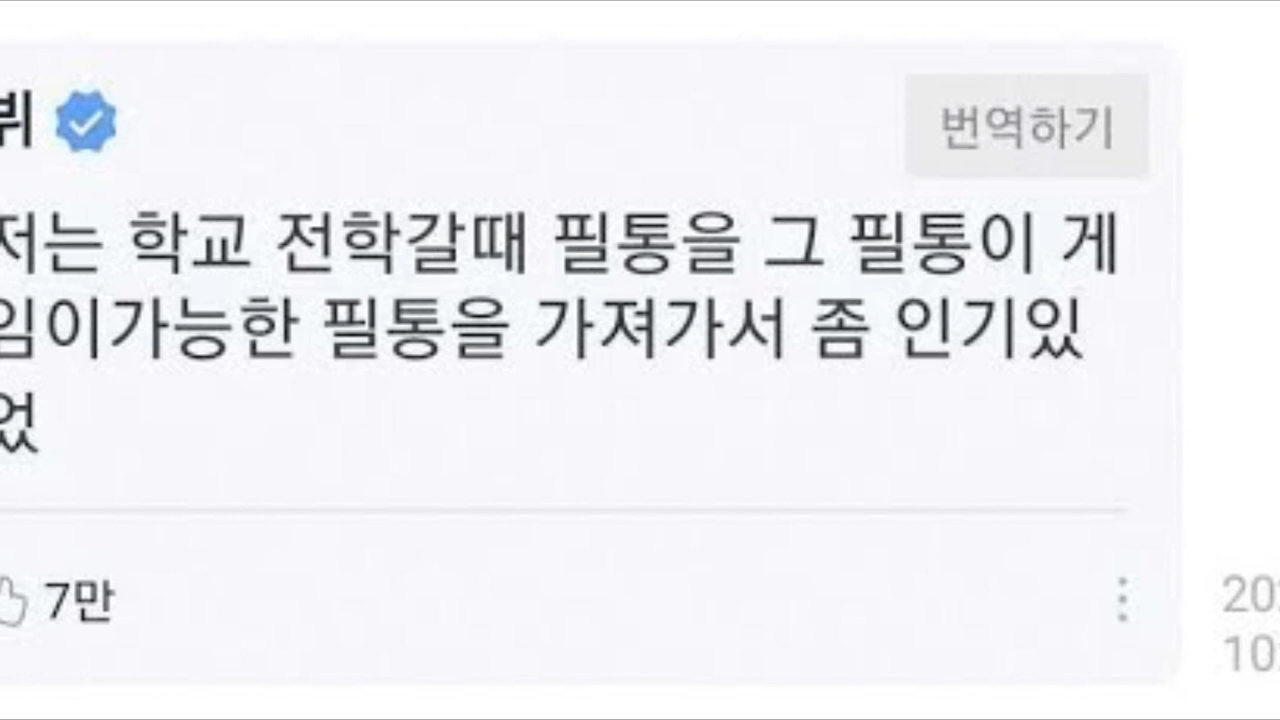 뷔
번역하기
저는 학교 전학갈때 필통을 그 필통이 게
임이가능한 필통을 가져가서 좀 인기있
었
7만
202
10